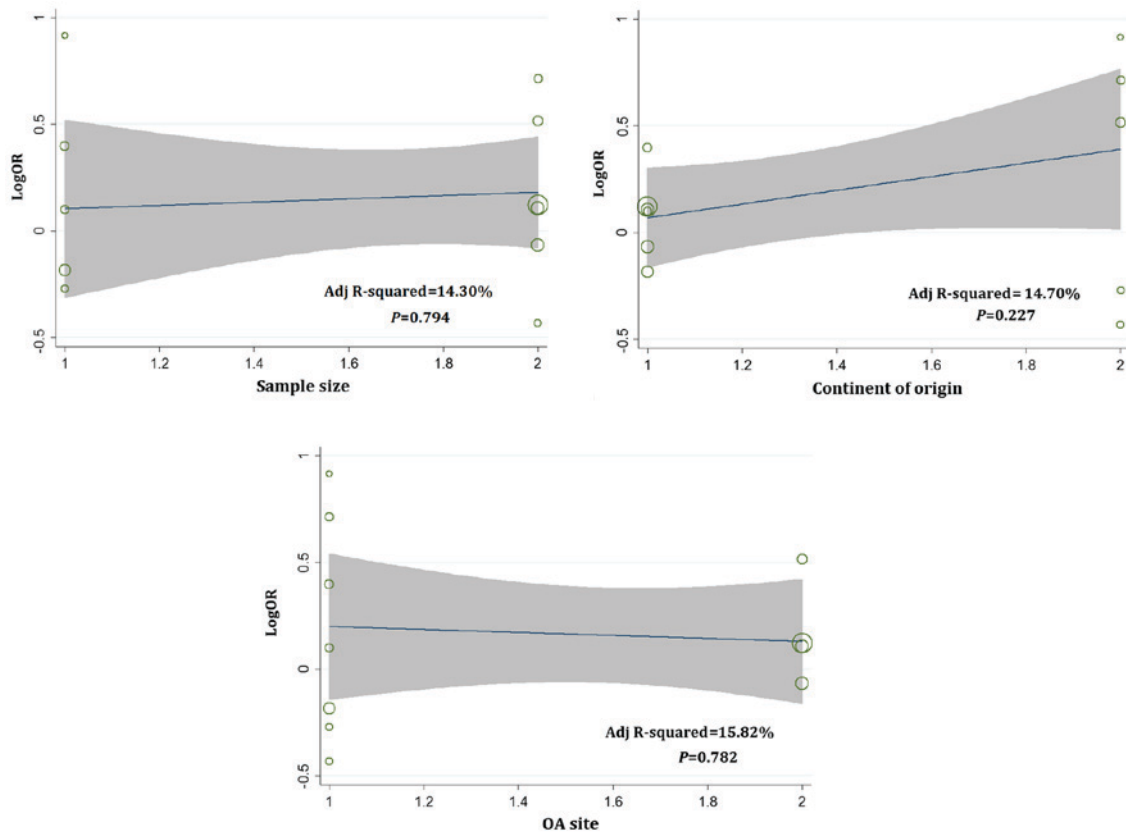 1
0.5
0
-0.5
LogOR
Adj R-squared=14.30%
P=0.794
1 1.2 1.4 1.6 1.8 2
Sample size
1
0.5
0
-0.5
LogOR
Adj R-squared= 14.70%
P=0.227
1 1.2 1.4 1.6 1.8 2
Continent of origin
1
0.5
0
-0.5
LogOR
Adj R-squared=15.82%
P=0.782
1 1.2 1.4 1.6 1.8 2
OA site